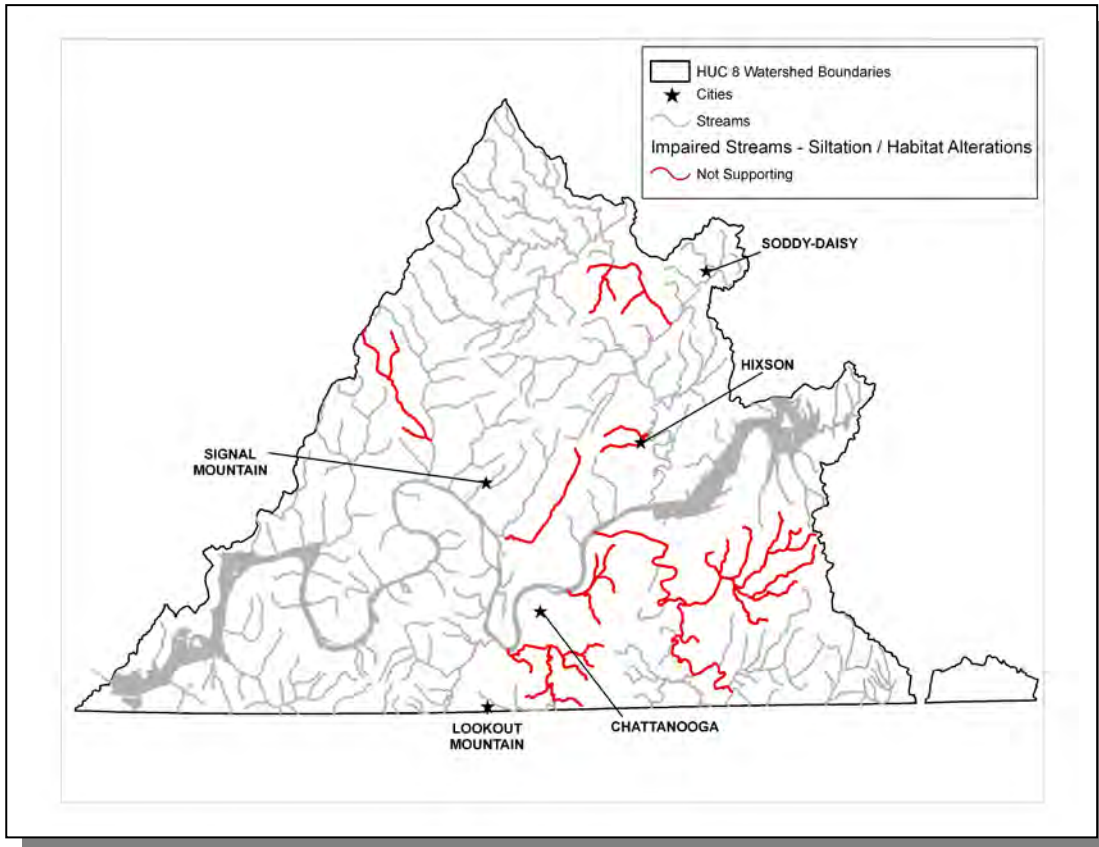 HUC 8 Watershed Boundaries
Cities
Streams
Impaired Streams - Siltation / Habitat Alterations
Not Supporting
SODDY-DAISY
HIXSON
SIGNAL
MOUNTAIN
LOOKOUT
MOUNTAIN
CHATTANOOGA